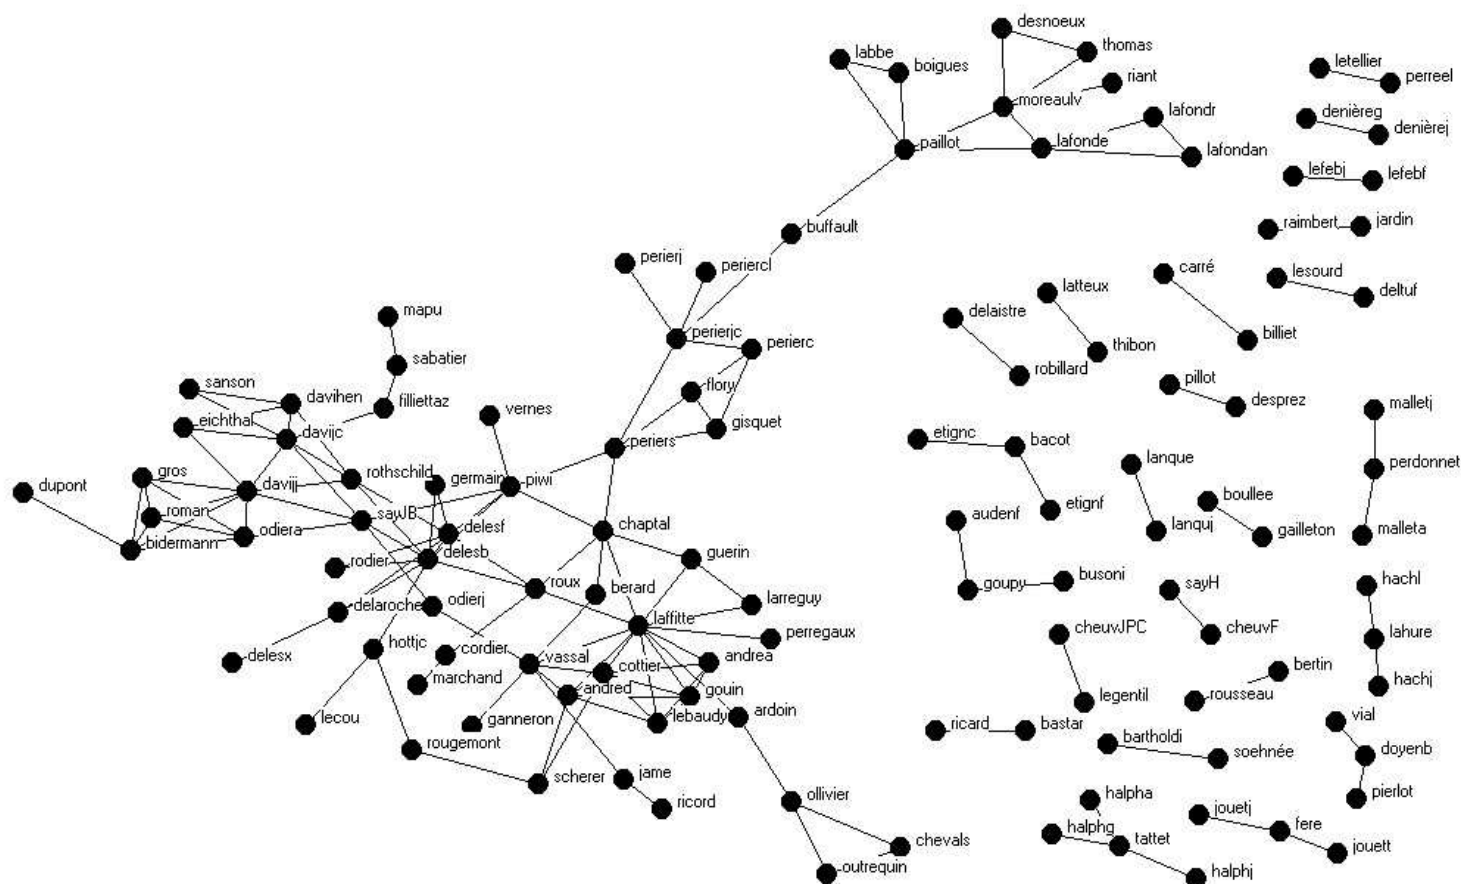 desnoeux
labbe
thomas
boigues
letellier
riant
perreel
moreaulv
lafondr
denièreg
denièrej
paillot
lafonde
lafondan
lefebj
lefebf
buffault
raimbert
jardin
perierj
periercl
carré
lesourd
latteux
deltuf
mapu
delaistre
perierjc
perierc
billiet
thibon
sabatier
robillard
sanson
davihen
flory
pillot
filliettaz
vernes
desprez
malletj
eichthal
davijc
gisquet
etignc
bacot
periers
lanque
perdonnet
gros
rothschild
germain
piwi
dupont
davijj
boullee
etignf
roman
sayJB
delesf
chaptal
audenf
lanquj
gailleton
malleta
bidermann
odiera
delesb
guerin
rodier
roux
berard
goupy
busoni
sayH
hachl
delaroche
odierj
larreguy
laffitte
perregaux
cheuvJPC
cheuvF
lahure
hottjc
cordier
vassal
cottier
andrea
bertin
delesx
marchand
andred
gouin
legentil
rousseau
hachj
lecou
ganneron
lebaudy
ardoin
vial
ricard
bastar
bartholdi
soehnée
rougemont
doyenb
scherer
jame
ricord
ollivier
halpha
pierlot
jouetj
halphg
tattet
fere
chevals
jouett
outrequin
halphj